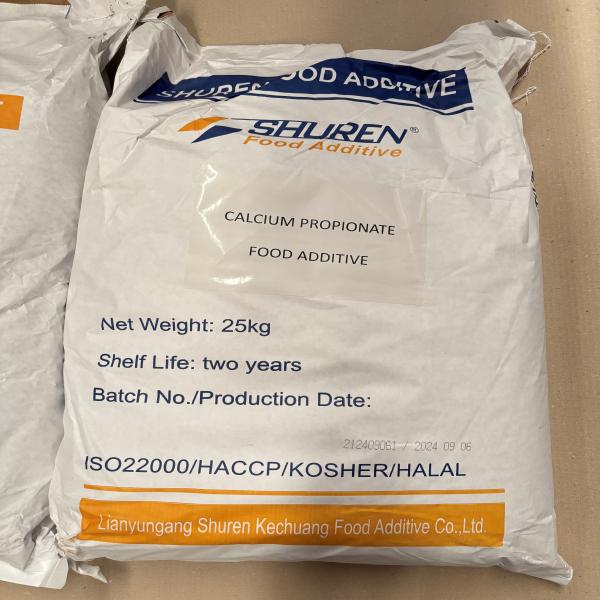 SHUREN FOOD ADDITIVE
SHUREN®
Food Additive
CALCIUM PROPIONATE
FOOD ADDITIVE
Net Weight: 25kg
Shelf Life: two years
Batch No./Production Date:
212409061 / 2024 09 06
ISO22000/HACCP/KOSHER/HALAL
Lianyungang Shuren Kechuang Food Additive Co.,Ltd.